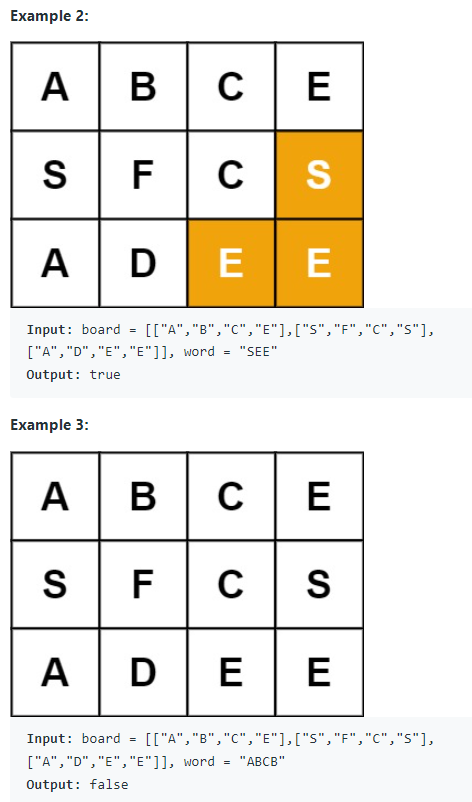 Example 2:
A B C E
S F C S
A D E E
Input: board = [["A","B","C","E"],["S","F","C","S"],
["A","D","E","E"]], word = "SEE"
Output: true
Example 3:
A B C E
S F C S
A D E E
Input: board = [["A","B","C","E"],["S","F","C","S"],
["A","D","E","E"]], word = "ABCB"
Output: false